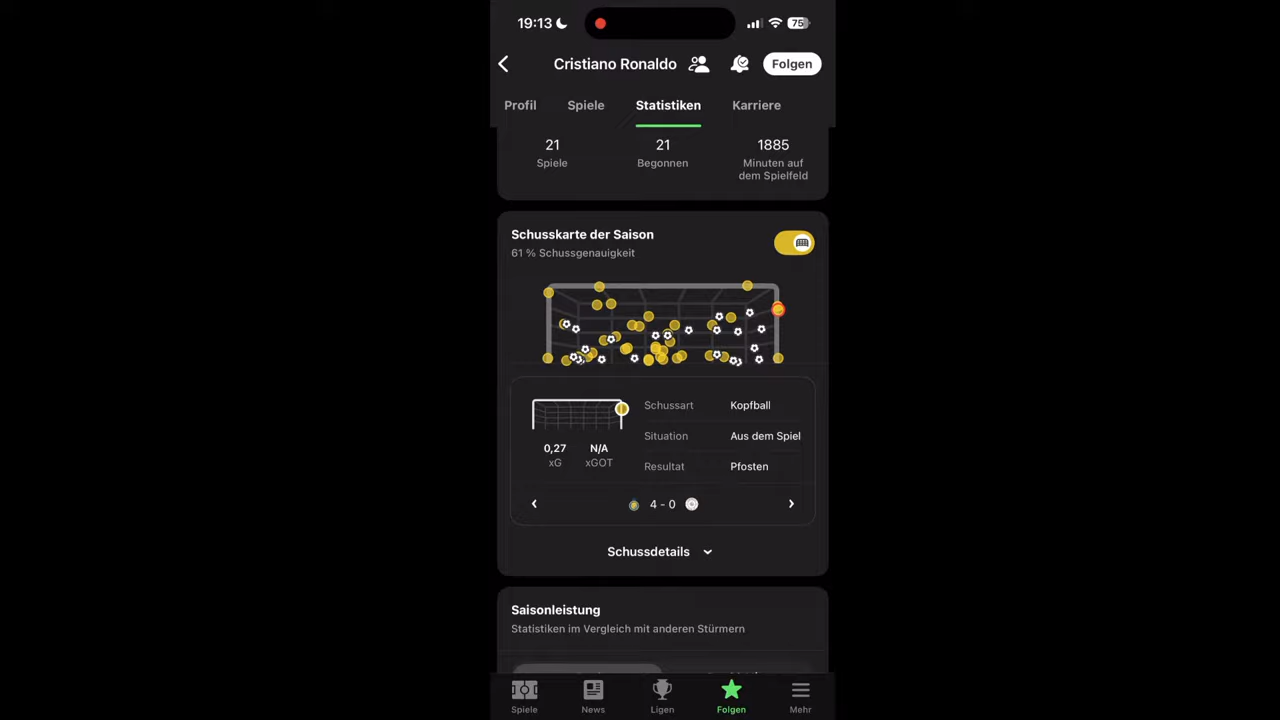 19:13
75
Cristiano Ronaldo
Folgen
Profil
Spiele
Statistiken
Karriere
21
21
1885
Spiele
Begonnen
Minuten auf
dem Spielfeld
Schusskarte der Saison
61 % Schussgenauigkeit
Schussart
Kopfball
Situation
Aus dem Spiel
0,27
N/A
xG
xGOT
Resultat
Pfosten
4 - 0
Schussdetails
Saisonleistung
Statistiken im Vergleich mit anderen Stürmern
Spiele
News
Ligen
Folgen
Mehr